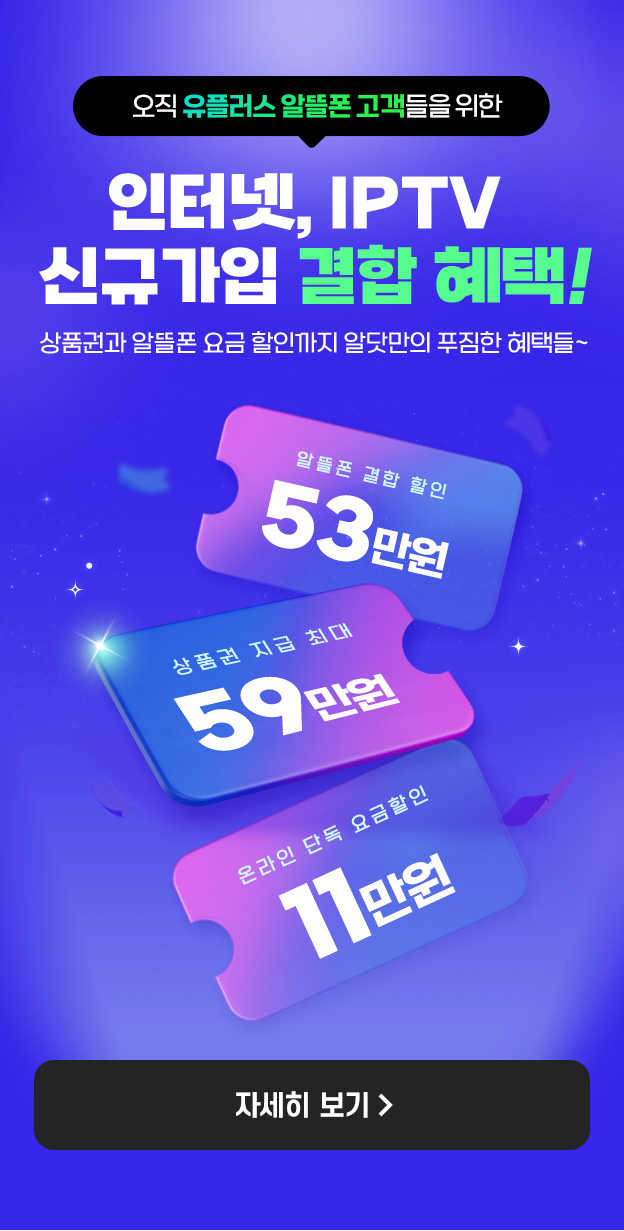 오직 유플러스 알뜰폰 고객들을 위한
인터넷, IPTV
신규가입 결합 혜택!
상품권과 알뜰폰 요금 할인까지 알닷만의 푸짐한 혜택들~
알뜰폰 결합 할인
53만원
상품권 지급 최대
59만원
온라인 단독 요금할인
11만원
자세히 보기 >